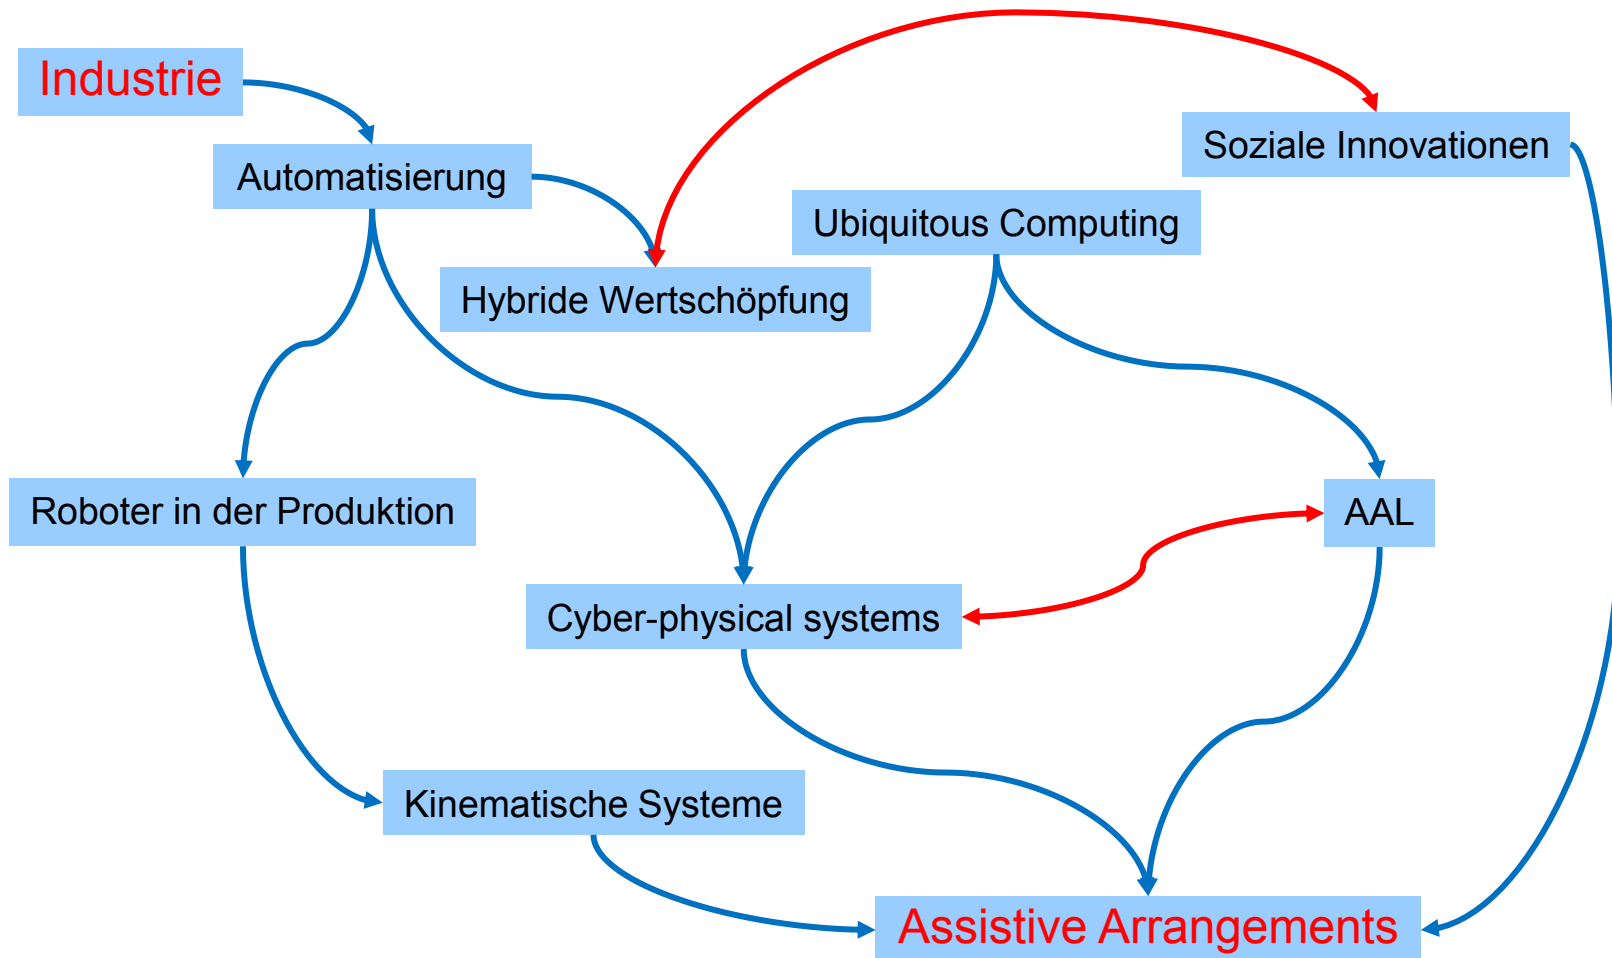 Industrie
Soziale Innovationen
Automatisierung
Ubiquitous Computing
Hybride Wertschöpfung
Roboter in der Produktion
AAL
Cyber-physical systems
Kinematische Systeme
Assistive Arrangements